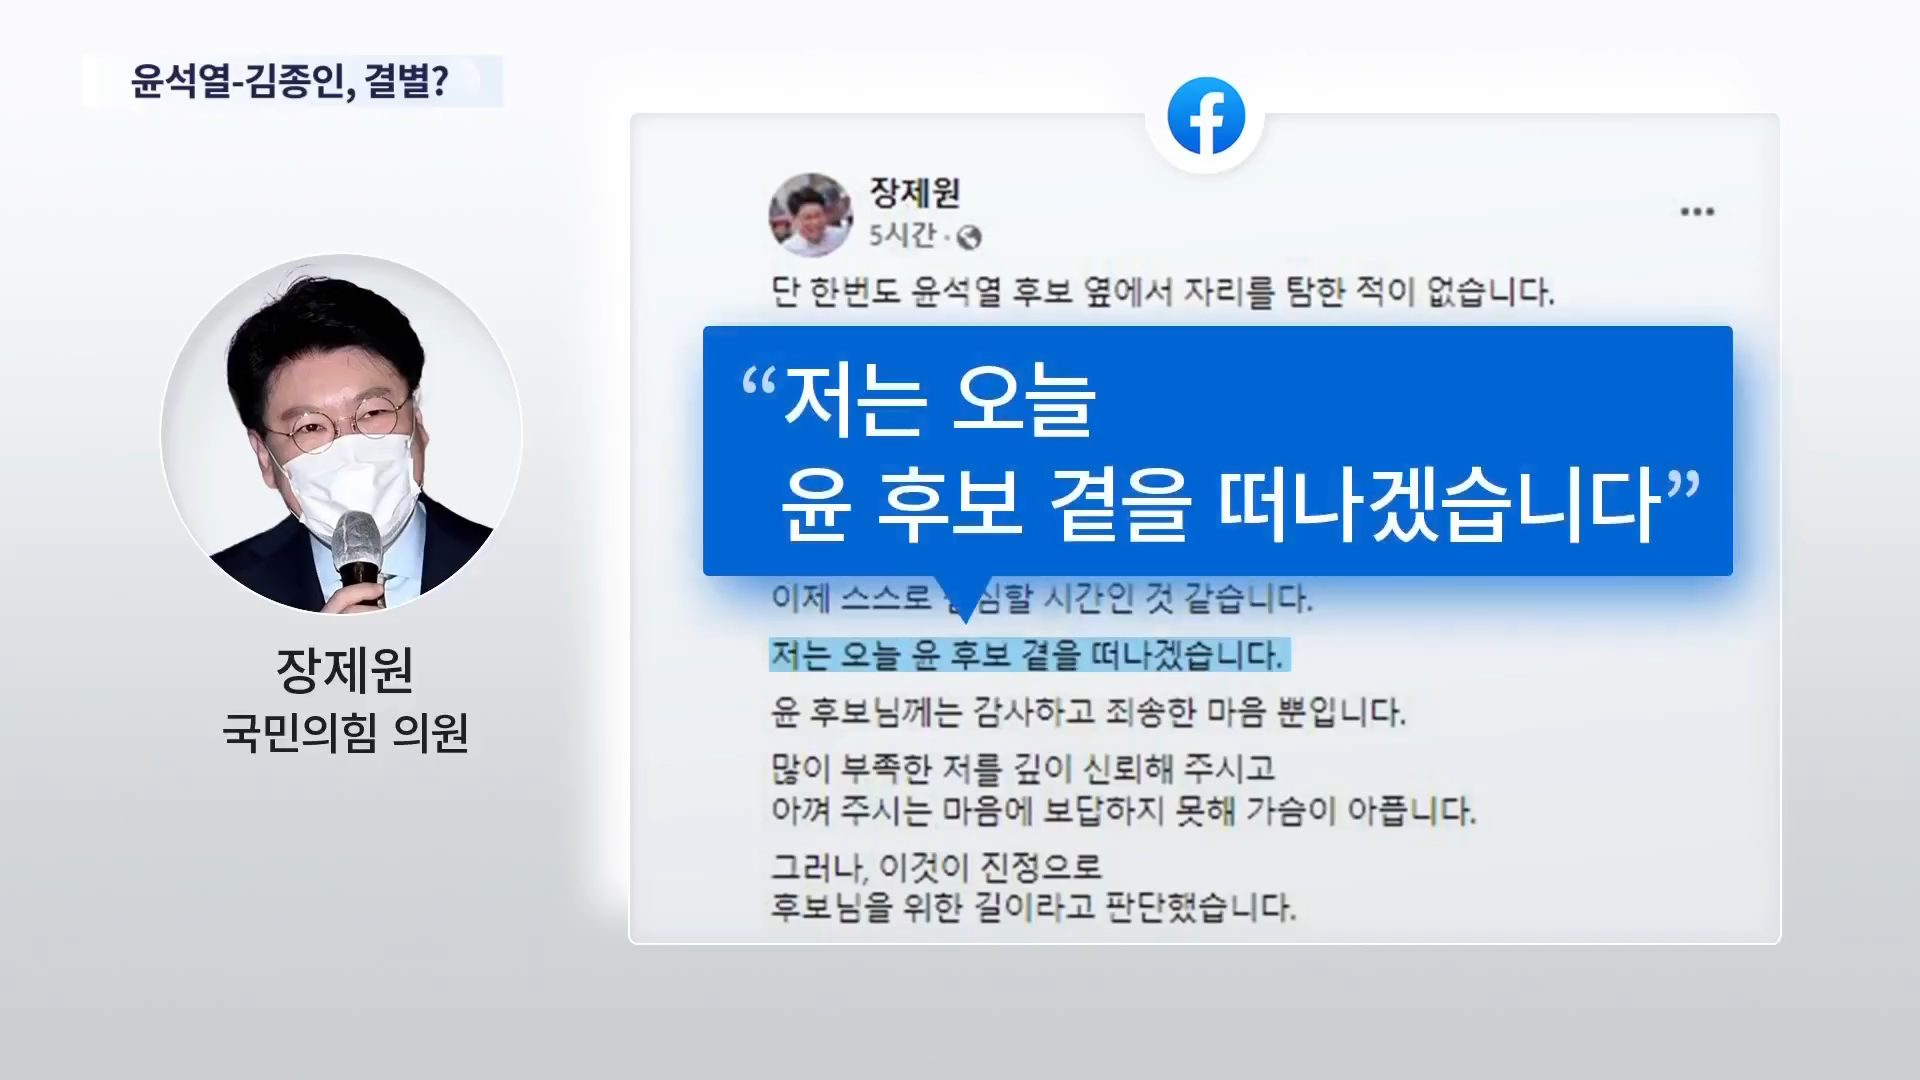 윤석열-김종인, 결별?
장제원
5시간
단 한번도 윤석열 후보 옆에서 자리를 탐한 적이 없습니다.
“저는 오늘
윤 후보 곁을 떠나겠습니다”
이제 스스로 시간인 것 같습니다.
저는 오늘 윤 후보 곁을 떠나겠습니다.
윤 후보님께는 감사하고 죄송한 마음 뿐입니다.
많이 부족한 저를 깊이 신뢰해 주시고
아껴 주시는 마음에 보답하지 못해 가슴이 아픕니다.
그러나, 이것이 진정으로
후보님을 위한 길이라고 판단했습니다.
장제원
국민의힘 의원